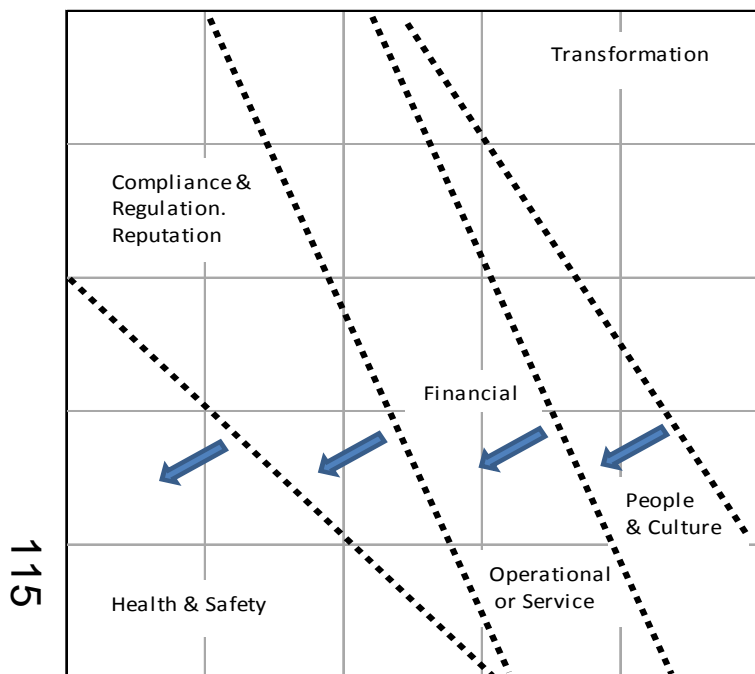 Transformation
Compliance &
Regulation.
Reputation
Financial
People
& Culture
Operational
or Service
Health & Safety
115